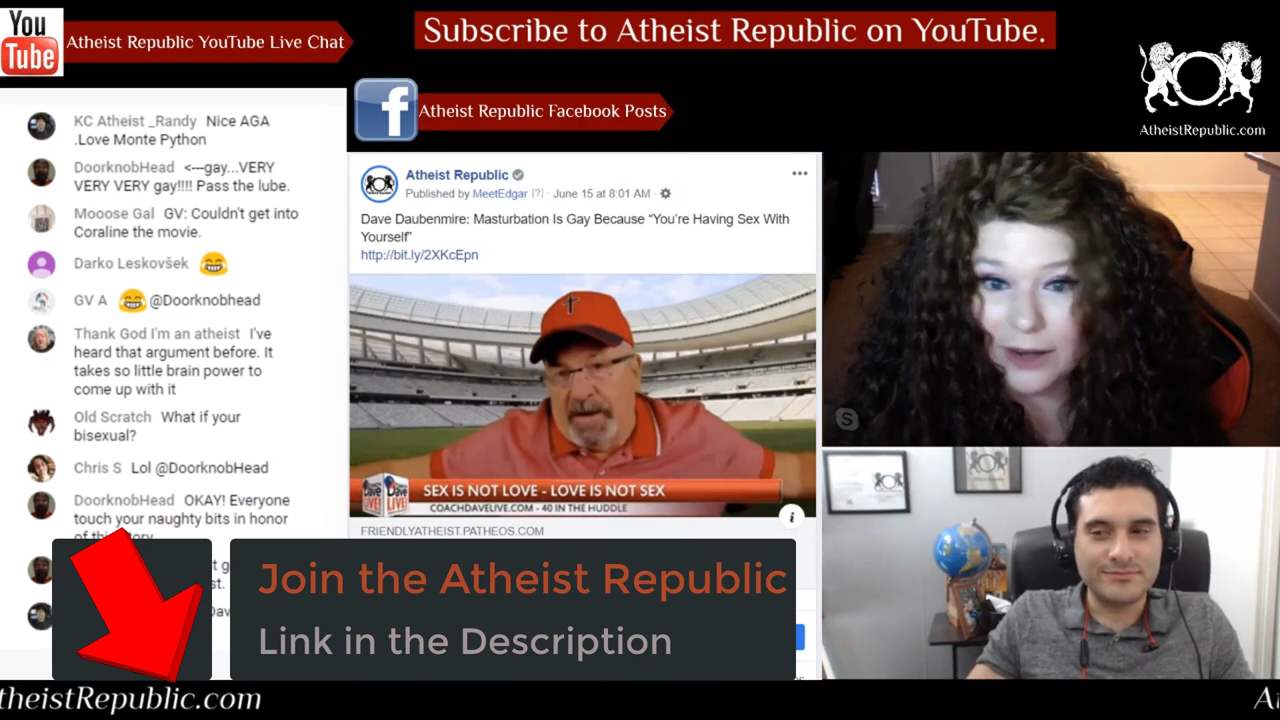 You
Tube
Atheist Republic YouTube Live Chat
Subscribe to Atheist Republic on YouTube.
AtheistRepublic.com
f
Atheist Republic Facebook Posts
KC Atheist _Randy Nice AGA
.Love Monte Python
DoorknobHead <---gay...VERY
VERY VERY gay!!!! Pass the lube.
Mooose Gal GV: Couldn't get into
Coraline the movie.
Darko Leskovšek
GV A @Doorknobhead
Thank God I'm an atheist I've
heard that argument before. It
takes so little brain power to
come up with it
Old Scratch What if your
bisexual?
Chris S Lol @DoorknobHead
DoorknobHead OKAY! Everyone
touch your naughty bits in honor
of this story
Atheist Republic
Published by MeetEdgar [?] · June 15 at 8:01 AM ·
Dave Daubenmire: Masturbation Is Gay Because “You're Having Sex With
Yourself”
http://bit.ly/2XKcEpn
Dave
LIVE!
SEX IS NOT LOVE - LOVE IS NOT SEX
COACHDAVELIVE.COM - 40 IN THE HUDDLE
i
FRIENDLYATHEIST.PATHEOS.COM
Join the Atheist Republic
Link in the Description
theistRepublic.com
A